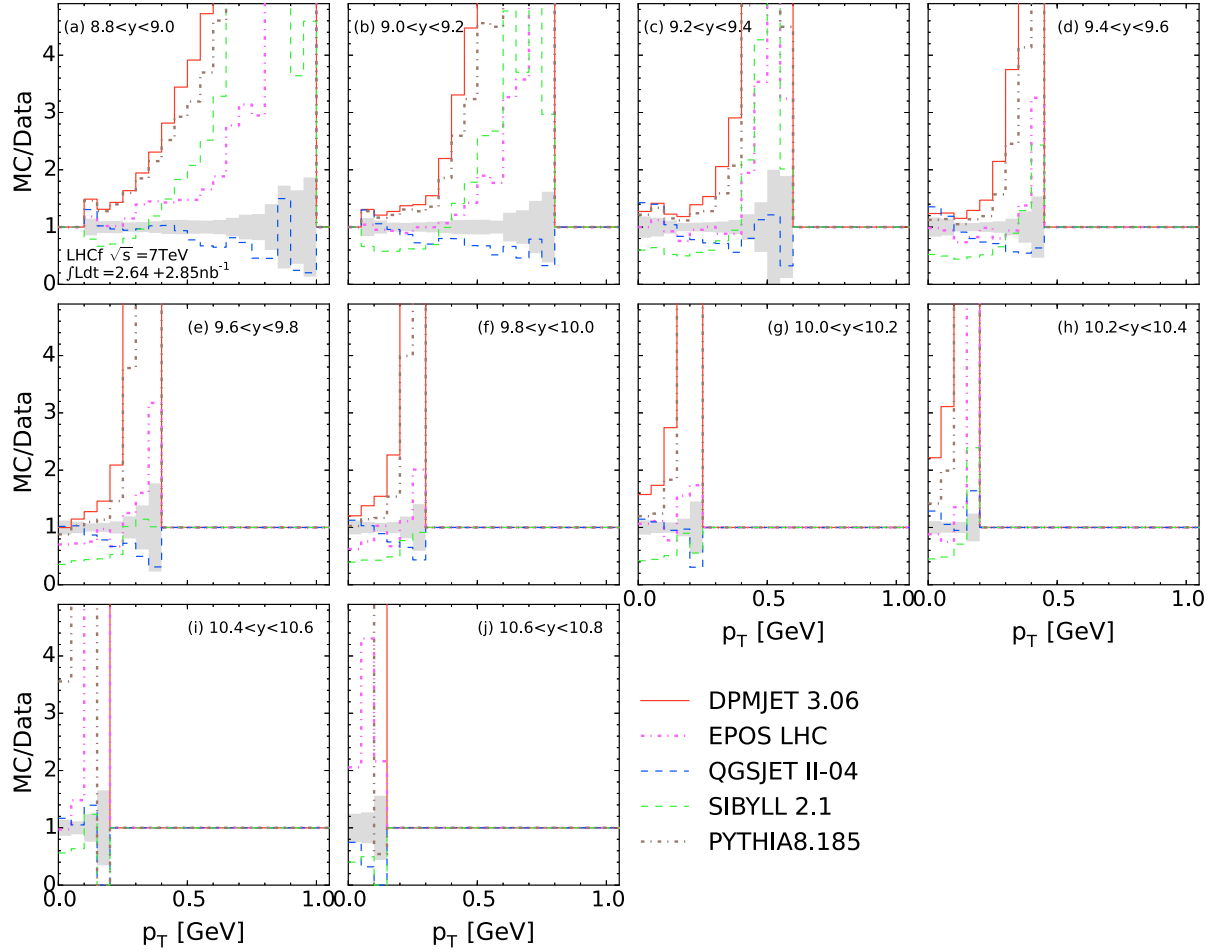 (a) 8.8<y<9.0
(b) 9.0<y<9.2
(c) 9.2<y<9.4
(d) 9.4<y<9.6
MC/Data
4
3
2
1
0
LHCf √s =7TeV
∫Ldt =2.64 +2.85nb⁻¹
(e) 9.6<y<9.8
(f) 9.8<y<10.0
(g) 10.0<y<10.2
(h) 10.2<y<10.4
MC/Data
4
3
2
1
0
0.0 0.5 1.0
0.0 0.5 1.0
p_T [GeV]
p_T [GeV]
(i) 10.4<y<10.6
(j) 10.6<y<10.8
MC/Data
4
3
2
1
0
0.0 0.5 1.0
0.0 0.5 1.0
p_T [GeV]
p_T [GeV]
DPMJET 3.06
EPOS LHC
QGSJET II-04
SIBYLL 2.1
PYTHIA8.185